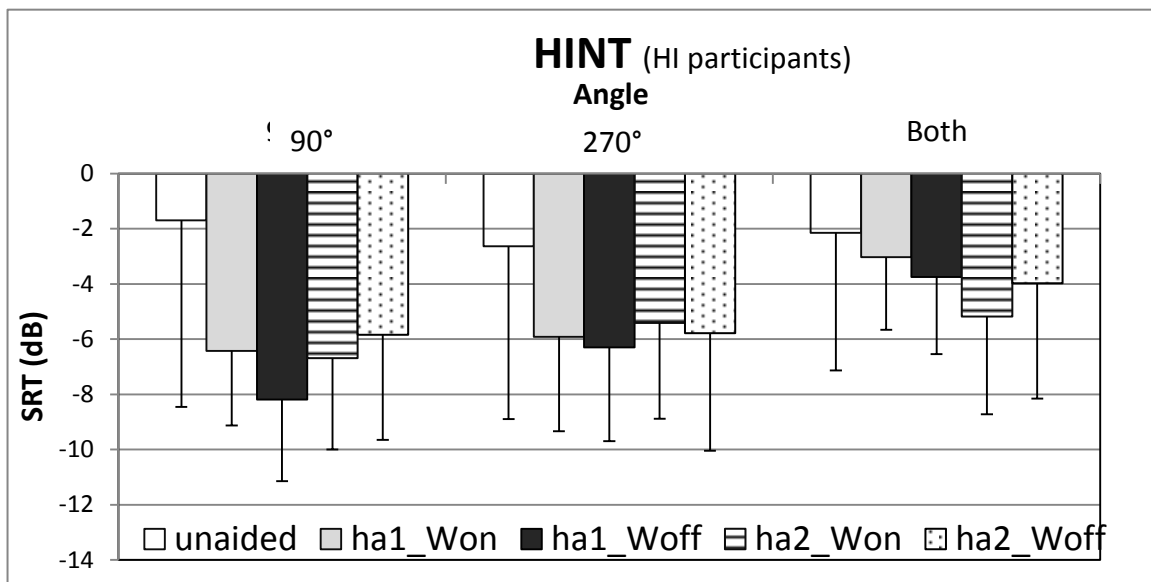 HINT (HI participants)
Angle
90° 270° Both
0
-2
-4
-6
-8
-10
-12
-14
SRT (dB)
unaided ha1_Won ha1_Woff ha2_Won ha2_Woff